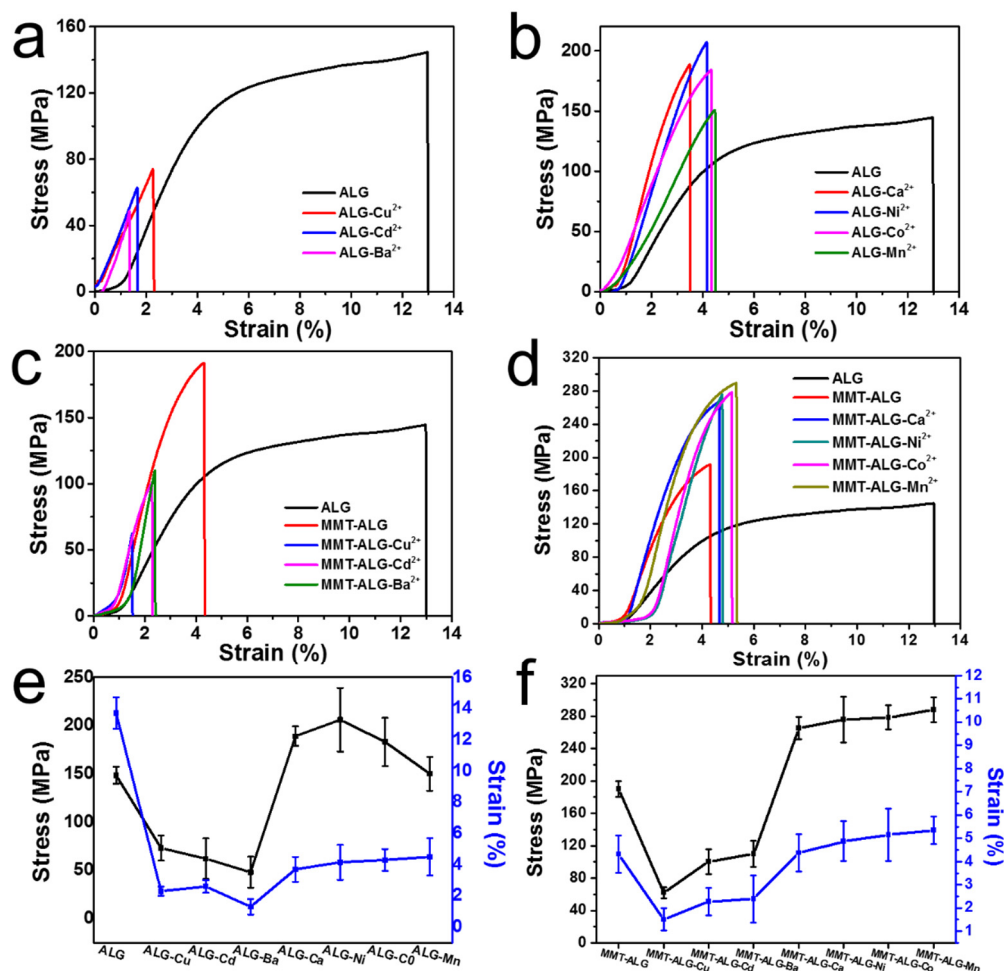 a
160
120
80
40
0
Stress (MPa)
ALG
ALG-Cu²⁺
ALG-Cd²⁺
ALG-Ba²⁺
0 2 4 6 8 10 12 14
Strain (%)
b
200
150
100
50
0
Stress (MPa)
ALG
ALG-Ca²⁺
ALG-Ni²⁺
ALG-Co²⁺
ALG-Mn²⁺
0 2 4 6 8 10 12 14
Strain (%)
c
200
150
100
50
0
Stress (MPa)
ALG
MMT-ALG
MMT-ALG-Cu²⁺
MMT-ALG-Cd²⁺
MMT-ALG-Ba²⁺
0 2 4 6 8 10 12 14
Strain (%)
d
320
280
240
200
160
120
80
40
0
Stress (MPa)
ALG
MMT-ALG
MMT-ALG-Ca²⁺
MMT-ALG-Ni²⁺
MMT-ALG-Co²⁺
MMT-ALG-Mn²⁺
0 2 4 6 8 10 12 14
Strain (%)
e
250
200
150
100
50
0
Stress (MPa)
16
14
12
10
8
6
4
2
0
Strain (%)
ALG ALG-Cu ALG-Cd ALG-Ba ALG-Ca ALG-Ni ALG-C0 ALG-Mn
f
320
280
240
200
160
120
80
40
0
Stress (MPa)
12
11
10
9
8
7
6
5
4
3
2
1
Strain (%)
MMT-ALG MMT-ALG-Cu MMT-ALG-Cd MMT-ALG-Ba MMT-ALG-Ca MMT-ALG-Ni MMT-ALG-Co MMT-ALG-Mn